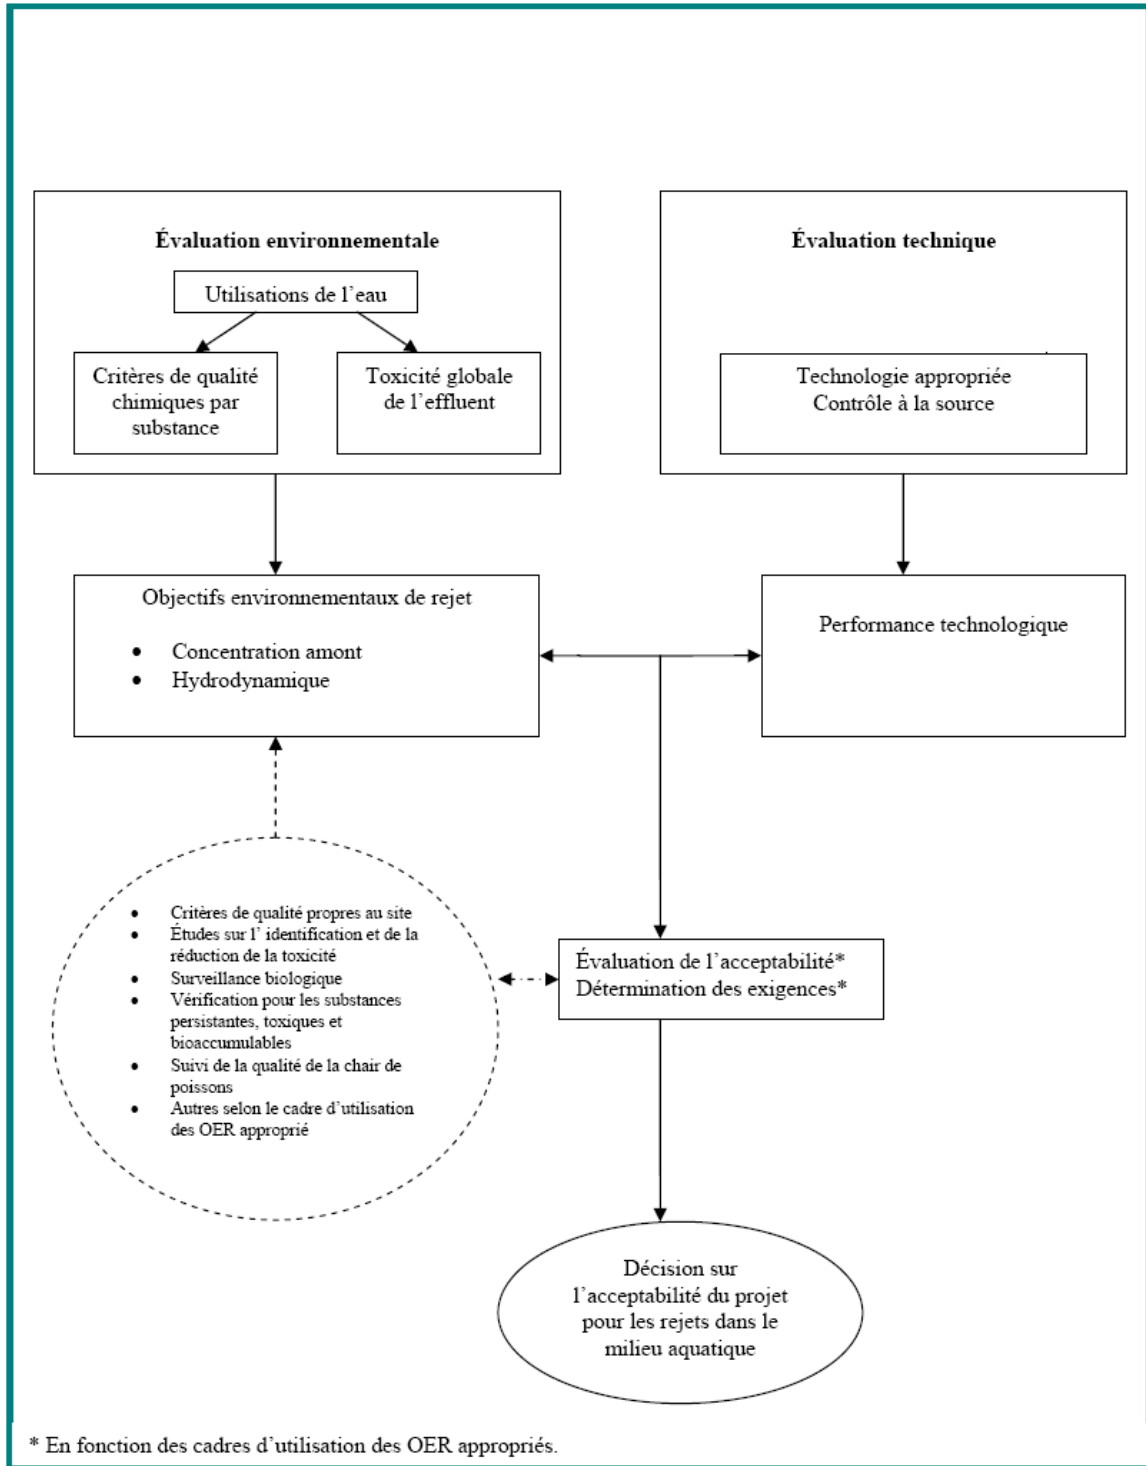 Évaluation environnementale
Utilisations de l'eau
Critères de qualité
chimiques par
substance
Toxicité globale
de l'effluent
Évaluation technique
Technologie appropriée
Contrôle à la source
Objectifs environnementaux de rejet
• Concentration amont
• Hydrodynamique
Performance technologique
• Critères de qualité propres au site
• Études sur l' identification et de la
réduction de la toxicité
• Surveillance biologique
• Vérification pour les substances
persistantes, toxiques et
bioaccumulables
• Suivi de la qualité de la chair de
poissons
• Autres selon le cadre d'utilisation
des OER approprié
Évaluation de l'acceptabilité*
Détermination des exigences*
Décision sur
l'acceptabilité du projet
pour les rejets dans le
milieu aquatique
* En fonction des cadres d'utilisation des OER appropriés.